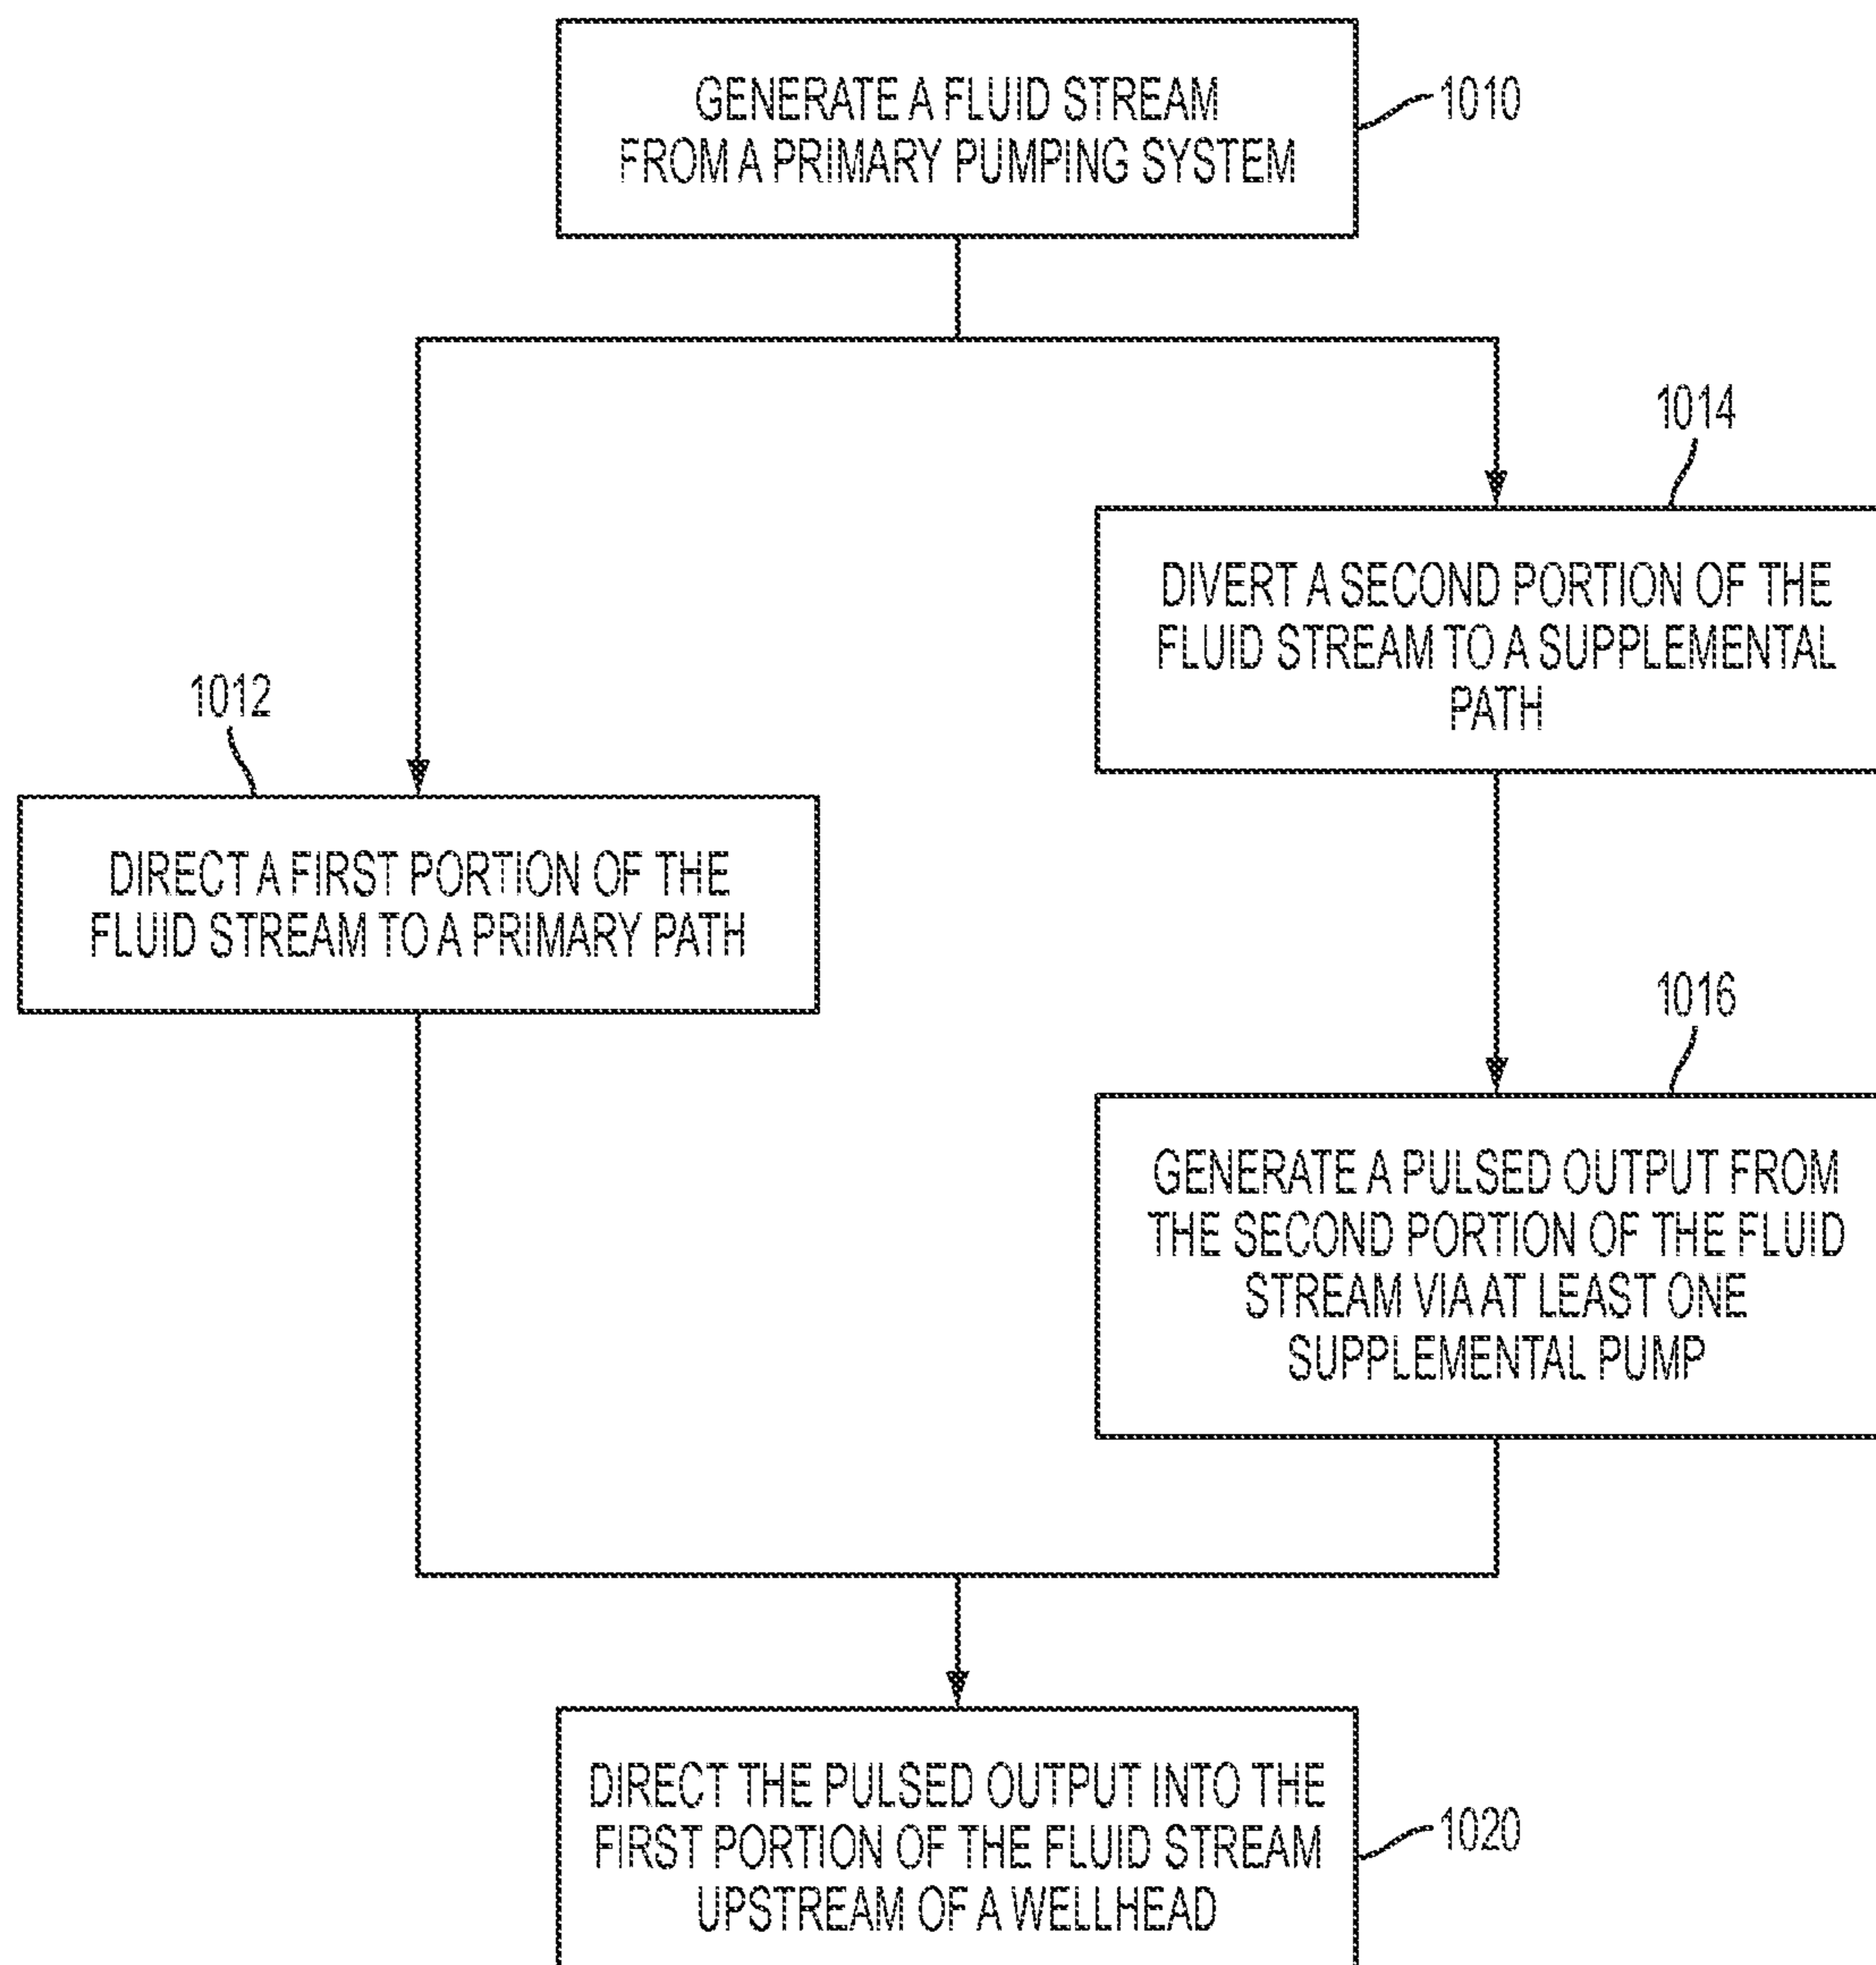 GENERATE A FLUID STREAM
FROM A PRIMARY PUMPING SYSTEM
1010
1014
DIVERT A SECOND PORTION OF THE
FLUID STREAM TO A SUPPLEMENTAL
PATH
1012
DIRECT A FIRST PORTION OF THE
FLUID STREAM TO A PRIMARY PATH
1016
GENERATE A PULSED OUTPUT FROM
THE SECOND PORTION OF THE FLUID
STREAM VIA AT LEAST ONE
SUPPLEMENTAL PUMP
DIRECT THE PULSED OUTPUT INTO THE
FIRST PORTION OF THE FLUID STREAM
UPSTREAM OF A WELLHEAD
1020